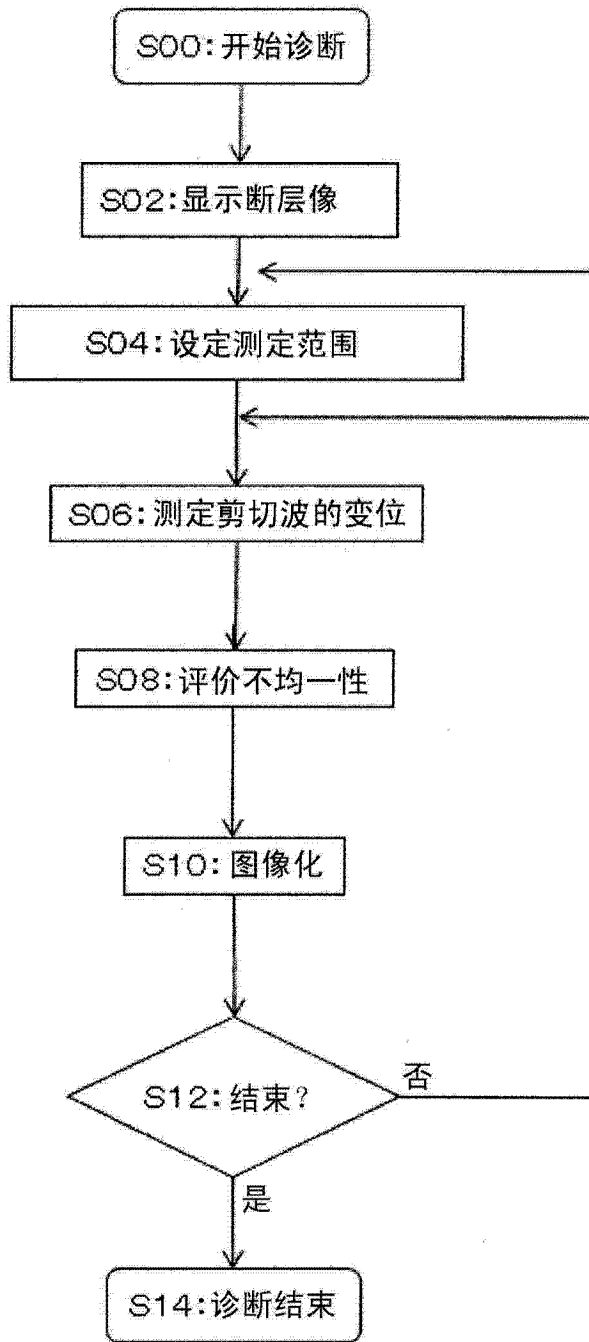 S00:开始诊断
S02:显示断层像
S04:设定测定范围
S06:测定剪切波的变位
S08:评价不均一性
S10:图像化
S12:结束?
否
是
S14:诊断结束